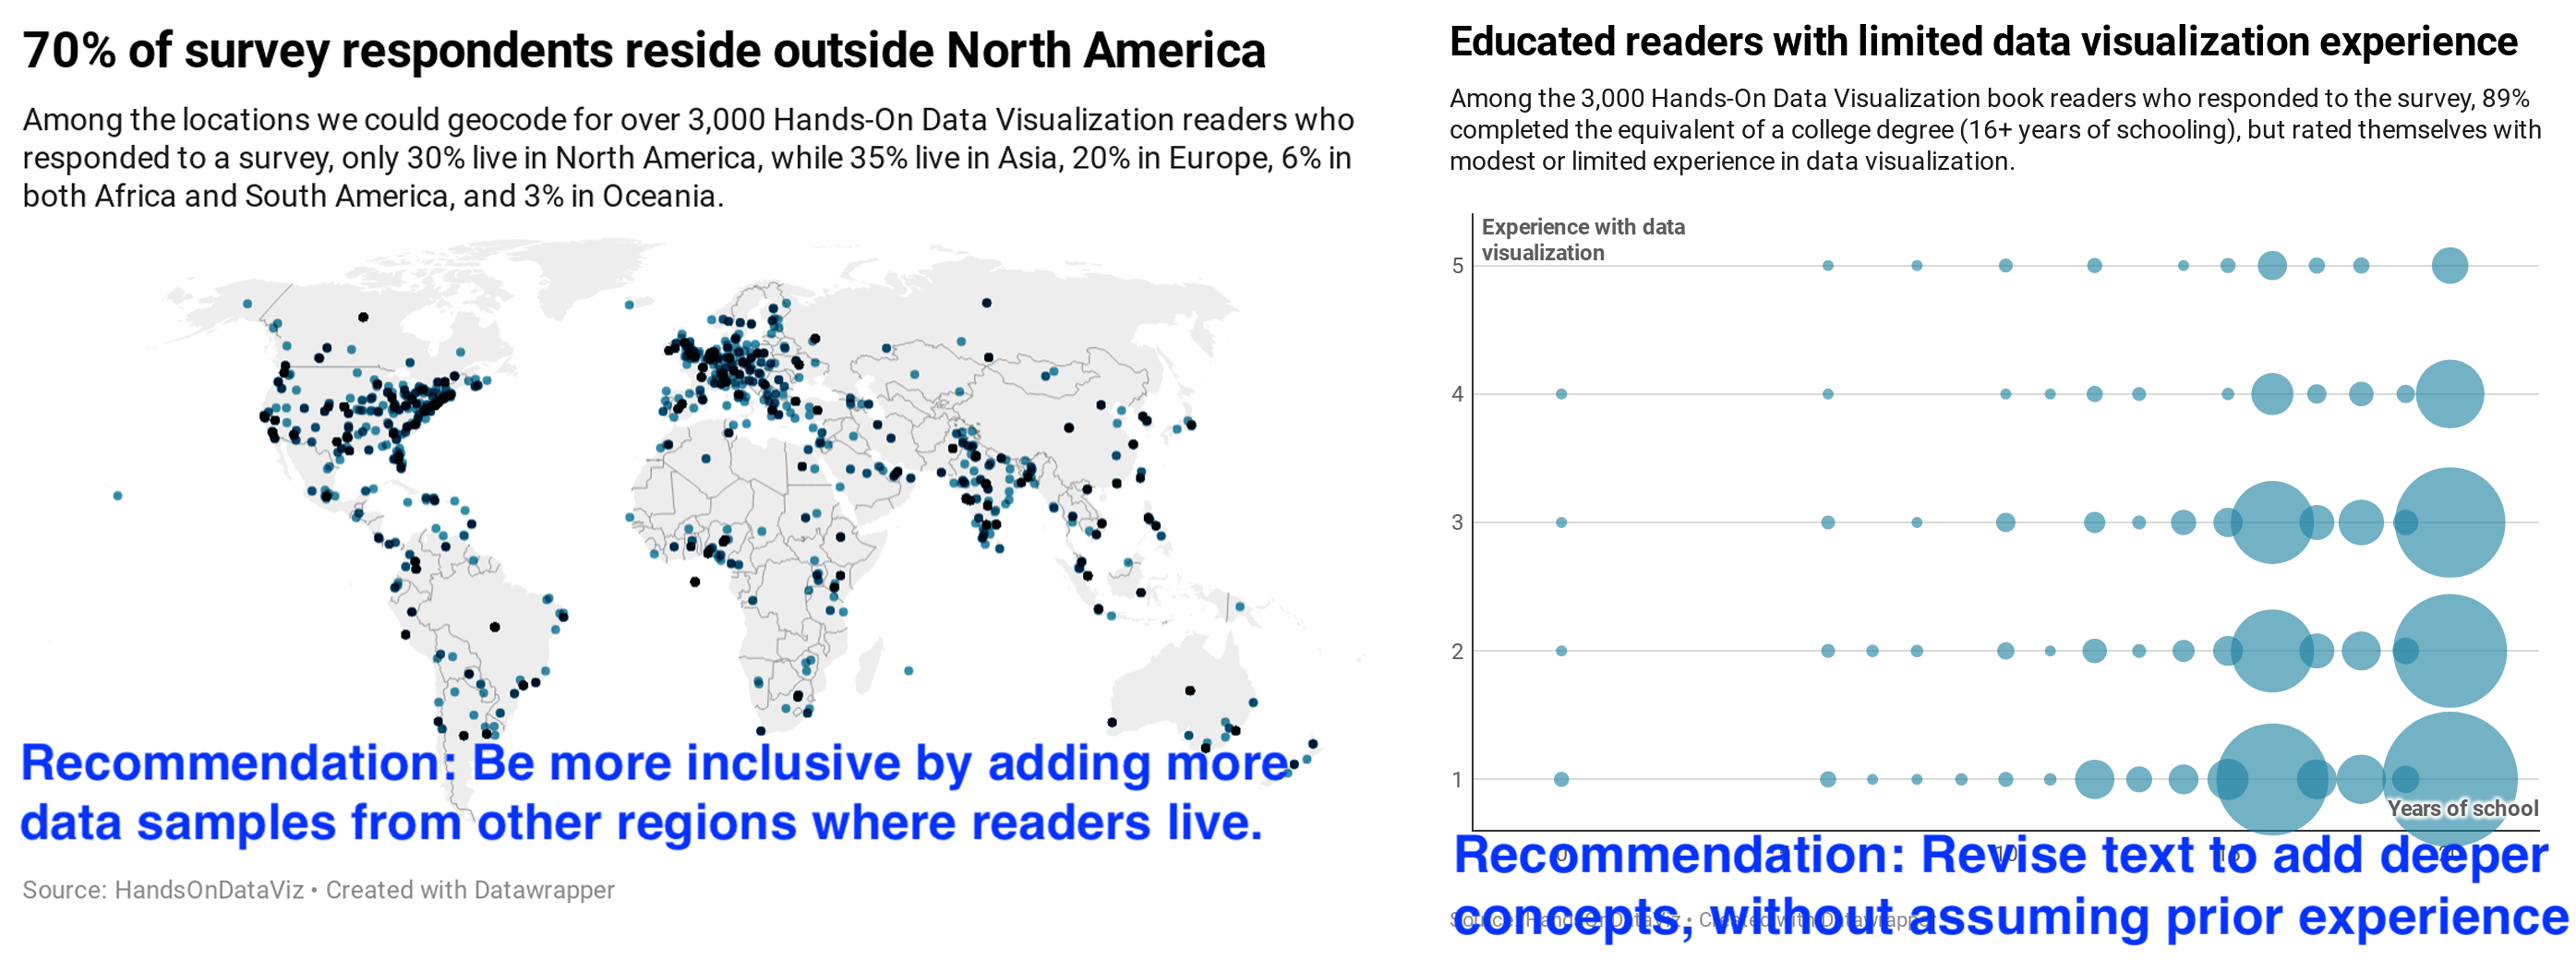 70% of survey respondents reside outside North America
Among the locations we could geocode for over 3,000 Hands-On Data Visualization readers who
responded to a survey, only 30% live in North America, while 35% live in Asia, 20% in Europe, 6% in
both Africa and South America, and 3% in Oceania.
Recommendation: Be more inclusive by adding more
data samples from other regions where readers live.
Source: HandsOnDataViz • Created with Datawrapper
Educated readers with limited data visualization experience
Among the 3,000 Hands-On Data Visualization book readers who responded to the survey, 89%
completed the equivalent of a college degree (16+ years of schooling), but rated themselves with
modest or limited experience in data visualization.
Experience with data
visualization
5
4
3
2
1
Years of school
0 10 15 20
Recommendation: Revise text to add deeper
concepts, without assuming prior experience
Source: HandsOnDataViz • Created with Datawrapper